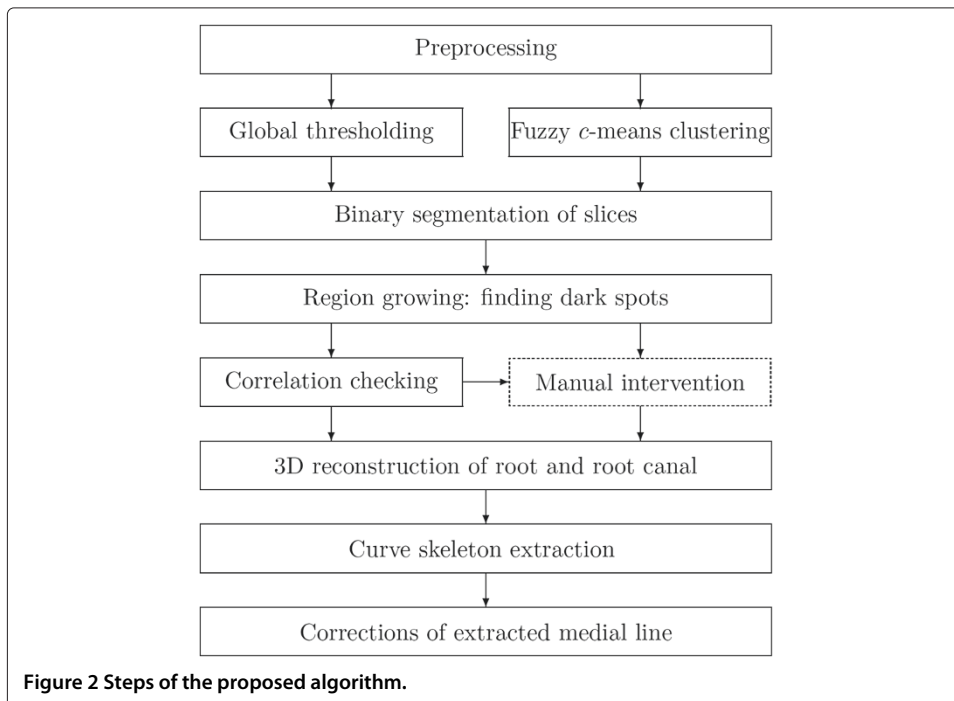 Preprocessing
Global thresholding
Fuzzy c-means clustering
Binary segmentation of slices
Region growing: finding dark spots
Correlation checking
Manual intervention
3D reconstruction of root and root canal
Curve skeleton extraction
Corrections of extracted medial line
Figure 2 Steps of the proposed algorithm.